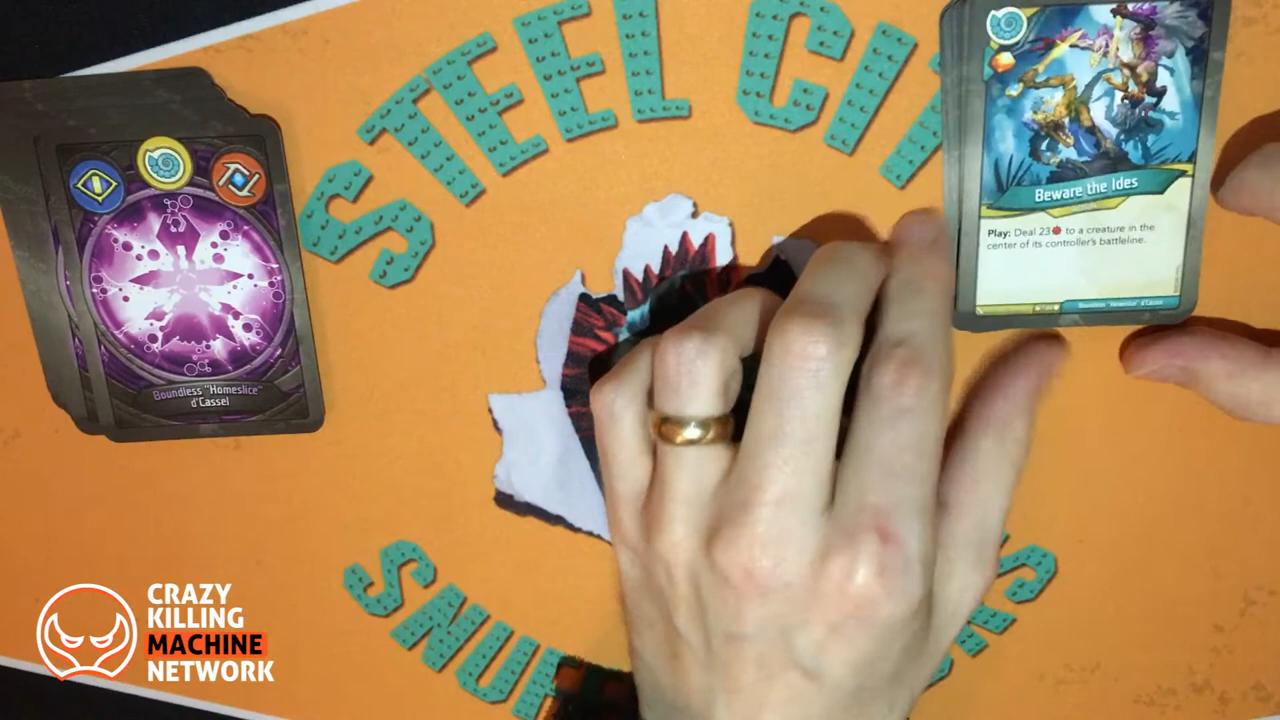 STEEL CI
Beware the Ides
Play: Deal 23 to a creature in the
center of its controller's battleline.
Boundless "Homeslice" d'Cassel
Boundless "Homeslice"
d'Cassel
CRAZY
KILLING
MACHINE
NETWORK